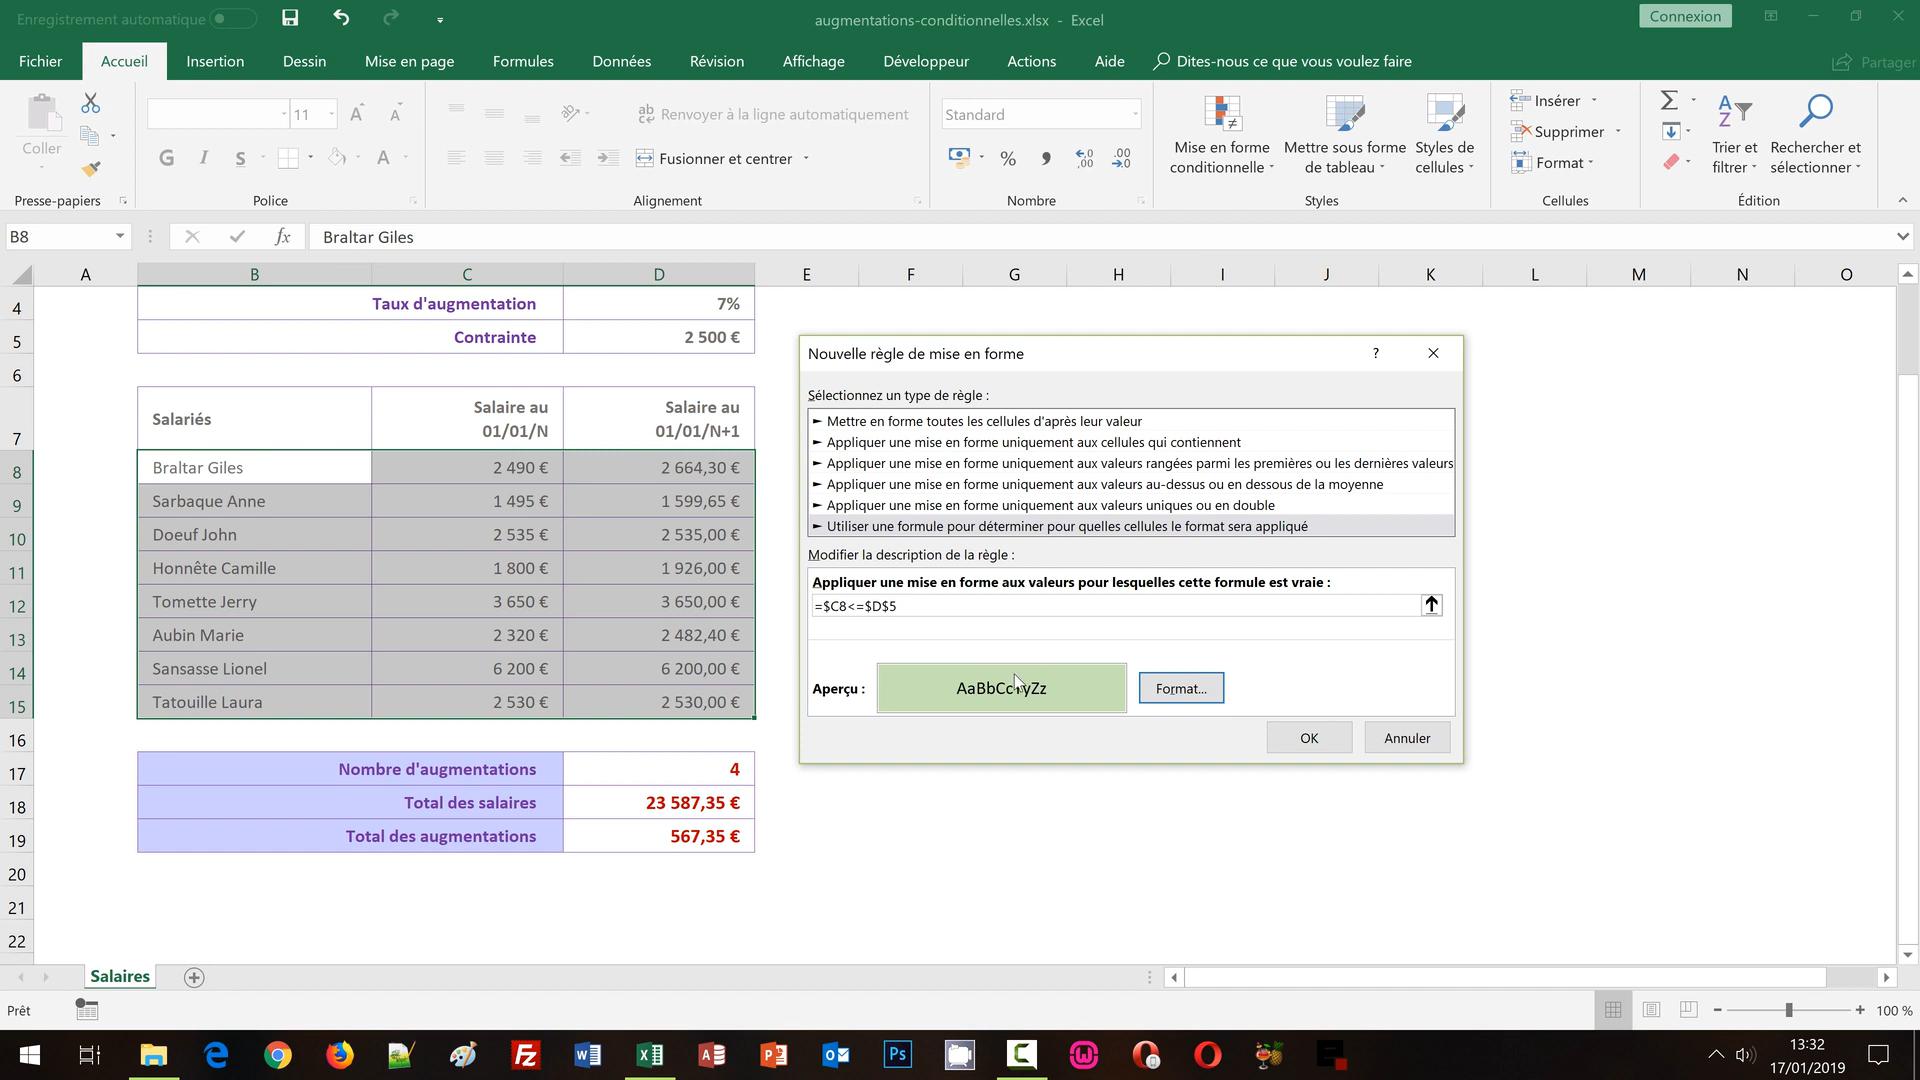 Enregistrement automatique
augmentations-conditionnelles.xlsx - Excel
Connexion
Fichier Accueil Insertion Dessin Mise en page Formules Données Révision Affichage Développeur Actions Aide Dites-nous ce que vous voulez faire Partager
Coller
11
Renvoyer à la ligne automatiquement
Standard
G I S
A
Fusionner et centrer
%
Mise en forme conditionnelle
Mettre sous forme de tableau
Styles de cellules
Insérer
Supprimer
Format
Trier et filtrer
Rechercher et sélectionner
Presse-papiers Police Alignement Nombre Styles Cellules Édition
B8
fx
Braltar Giles
A B C D E F G H I J K L M N O
4 Taux d'augmentation 7%
5 Contrainte 2 500 €
6
7 Salariés Salaire au 01/01/N Salaire au 01/01/N+1
8 Braltar Giles 2 490 € 2 664,30 €
9 Sarbaque Anne 1 495 € 1 599,65 €
10 Doeuf John 2 535 € 2 535,00 €
11 Honnête Camille 1 800 € 1 926,00 €
12 Tomette Jerry 3 650 € 3 650,00 €
13 Aubin Marie 2 320 € 2 482,40 €
14 Sansasse Lionel 6 200 € 6 200,00 €
15 Tatouille Laura 2 530 € 2 530,00 €
16
17 Nombre d'augmentations 4
18 Total des salaires 23 587,35 €
19 Total des augmentations 567,35 €
20
21
22
Nouvelle règle de mise en forme
?
Sélectionnez un type de règle :
► Mettre en forme toutes les cellules d'après leur valeur
► Appliquer une mise en forme uniquement aux cellules qui contiennent
► Appliquer une mise en forme uniquement aux valeurs rangées parmi les premières ou les dernières valeurs
► Appliquer une mise en forme uniquement aux valeurs au-dessus ou en dessous de la moyenne
► Appliquer une mise en forme uniquement aux valeurs uniques ou en double
► Utiliser une formule pour déterminer pour quelles cellules le format sera appliqué
Modifier la description de la règle :
Appliquer une mise en forme aux valeurs pour lesquelles cette formule est vraie :
=$C8<=$D$5
Aperçu :
AaBbCcYyZz
Format...
OK
Annuler
Salaires
Prêt
100 %
13:32
17/01/2019